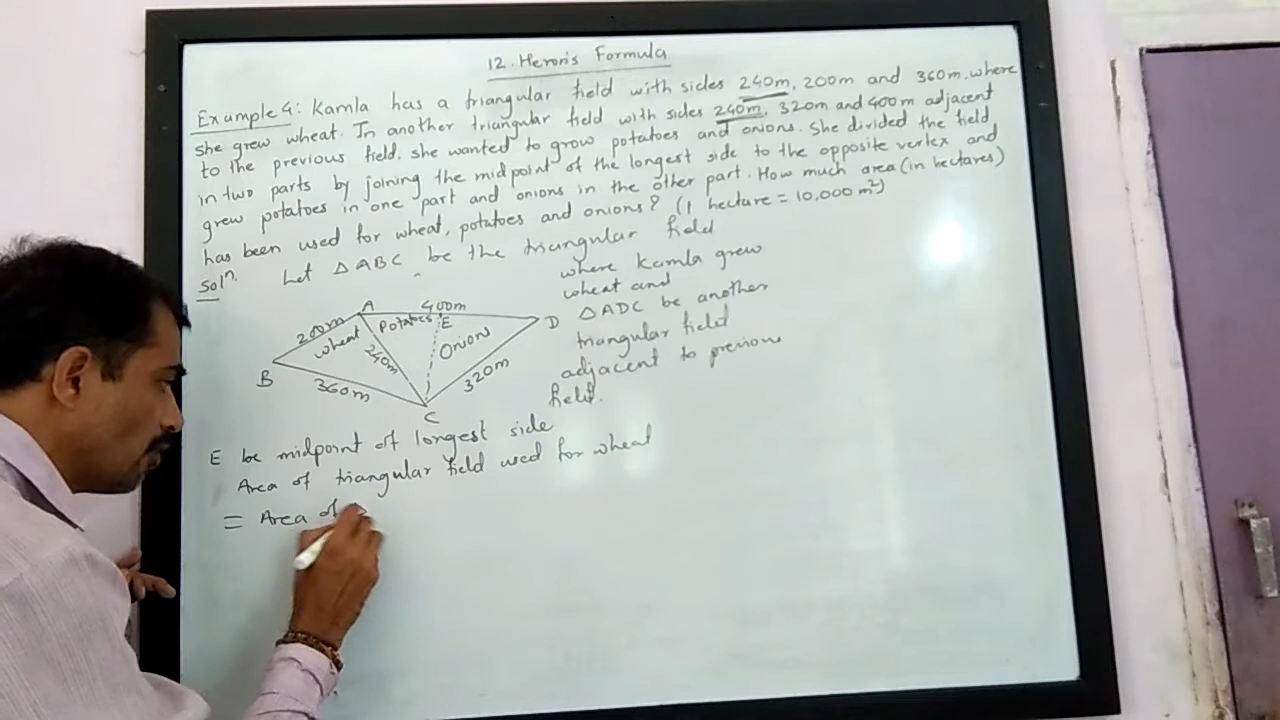 12. Heron's Formula
Example 4: Kamla has a triangular field with sides 240m, 200m and 360m, where
she grew wheat. In another triangular field with sides 240m, 320m and 400m adjacent
to the previous field. she wanted to grow potatoes and onions. She divided the field
in two parts by joining the midpoint of the longest side to the opposite vertex and
grew potatoes in one part and onions in the other part. How much area (in hectares)
has been used for wheat, potatoes and onions? (1 hectare = 10,000 m²)
Solⁿ. Let △ABC be the triangular field
where Kamla grew
wheat and
△ADC be another
triangular field
adjacent to previous
field.
A
400m
200m
Potatoes
E
D
wheat
240m
Onion
B
360m
320m
C
E be midpoint of longest side
Area of triangular field used for wheat
= Area of